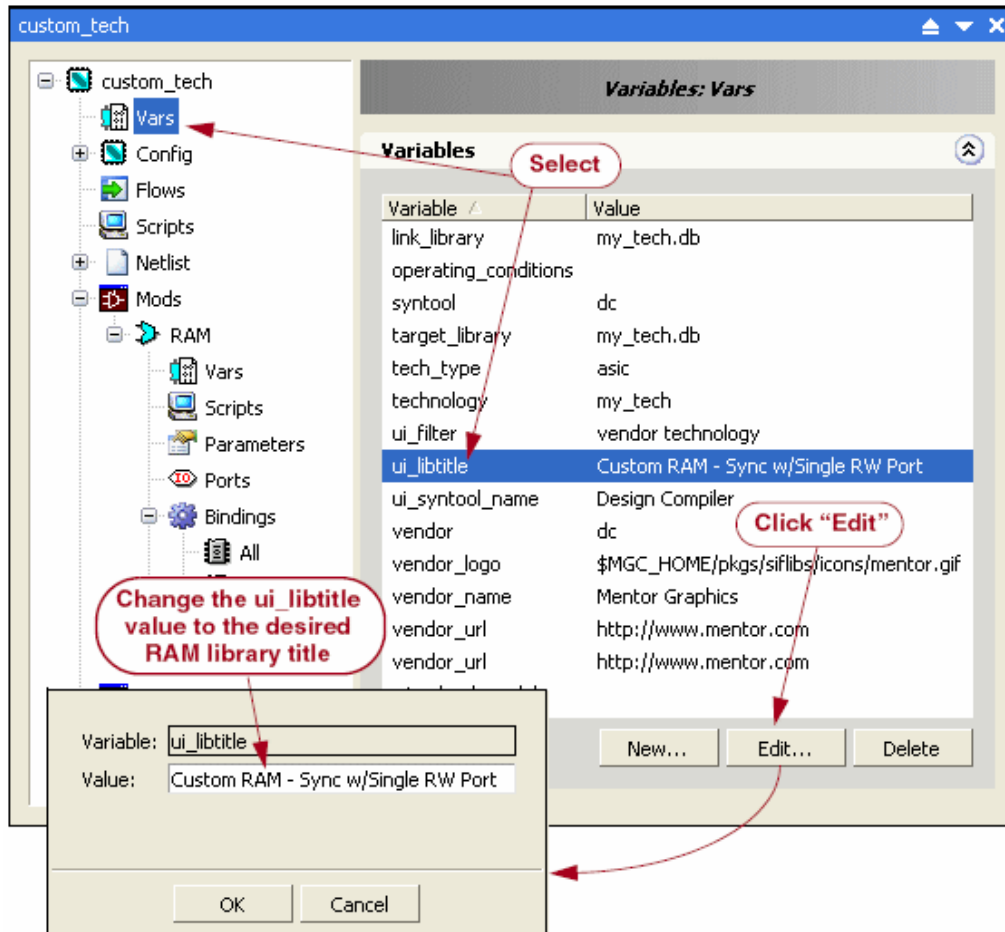 custom_tech
custom_tech
Vars
Config
Flows
Scripts
Netlist
Mods
RAM
Vars
Scripts
Parameters
Ports
Bindings
All
Variables: Vars
Variables
Select
Variable Value
link_library my_tech.db
operating_conditions
syntool dc
target_library my_tech.db
tech_type asic
technology my_tech
ui_filter vendor technology
ui_libtitle Custom RAM - Sync w/Single RW Port
ui_syntool_name Design Compiler
vendor dc
vendor_logo $MGC_HOME/pkgs/siflibs/icons/mentor.gif
vendor_name Mentor Graphics
vendor_url http://www.mentor.com
vendor_url http://www.mentor.com
Click “Edit”
New... Edit... Delete
Change the ui_libtitle
value to the desired
RAM library title
Variable: ui_libtitle
Value: Custom RAM - Sync w/Single RW Port
OK Cancel